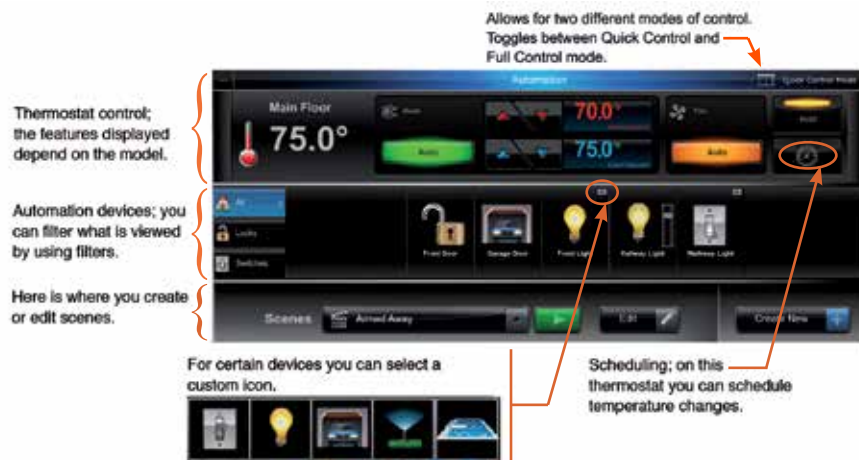 Allows for two different modes of control.
Toggles between Quick Control and
Full Control mode.
Automation
Quick Control Mode
Thermostat control;
the features displayed
depend on the model.
Main Floor
75.0°
Auto
70.0°
75.0°
Auto
Automation devices; you
can filter what is viewed
by using filters.
All
Locks
Switches
Front Door
Garage Door
Front Light
Hallway Light
Hallway Light
Here is where you create
or edit scenes.
Scenes
Armed Away
Edit
Create New
For certain devices you can select a
custom icon.
Scheduling; on this
thermostat you can schedule
temperature changes.